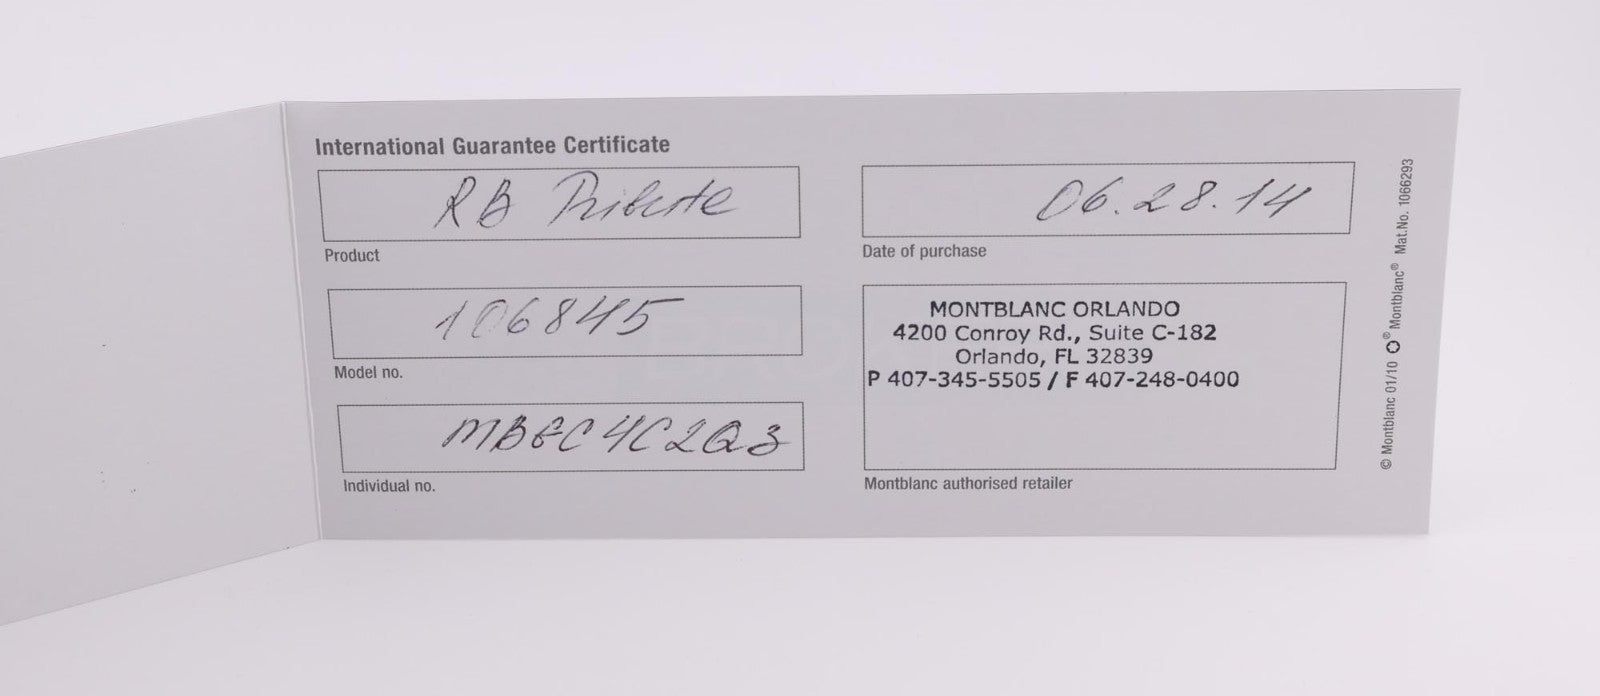 International Guarantee Certificate
RB Tribute
Product
106845
Model no.
MBGC4C2Q3
Individual no.
06.28.14
Date of purchase
MONTBLANC ORLANDO
4200 Conroy Rd., Suite C-182
Orlando, FL 32839
P 407-345-5505 / F 407-248-0400
Montblanc authorised retailer
© Montblanc 01/10 ® Montblanc® Mat.No. 1066293